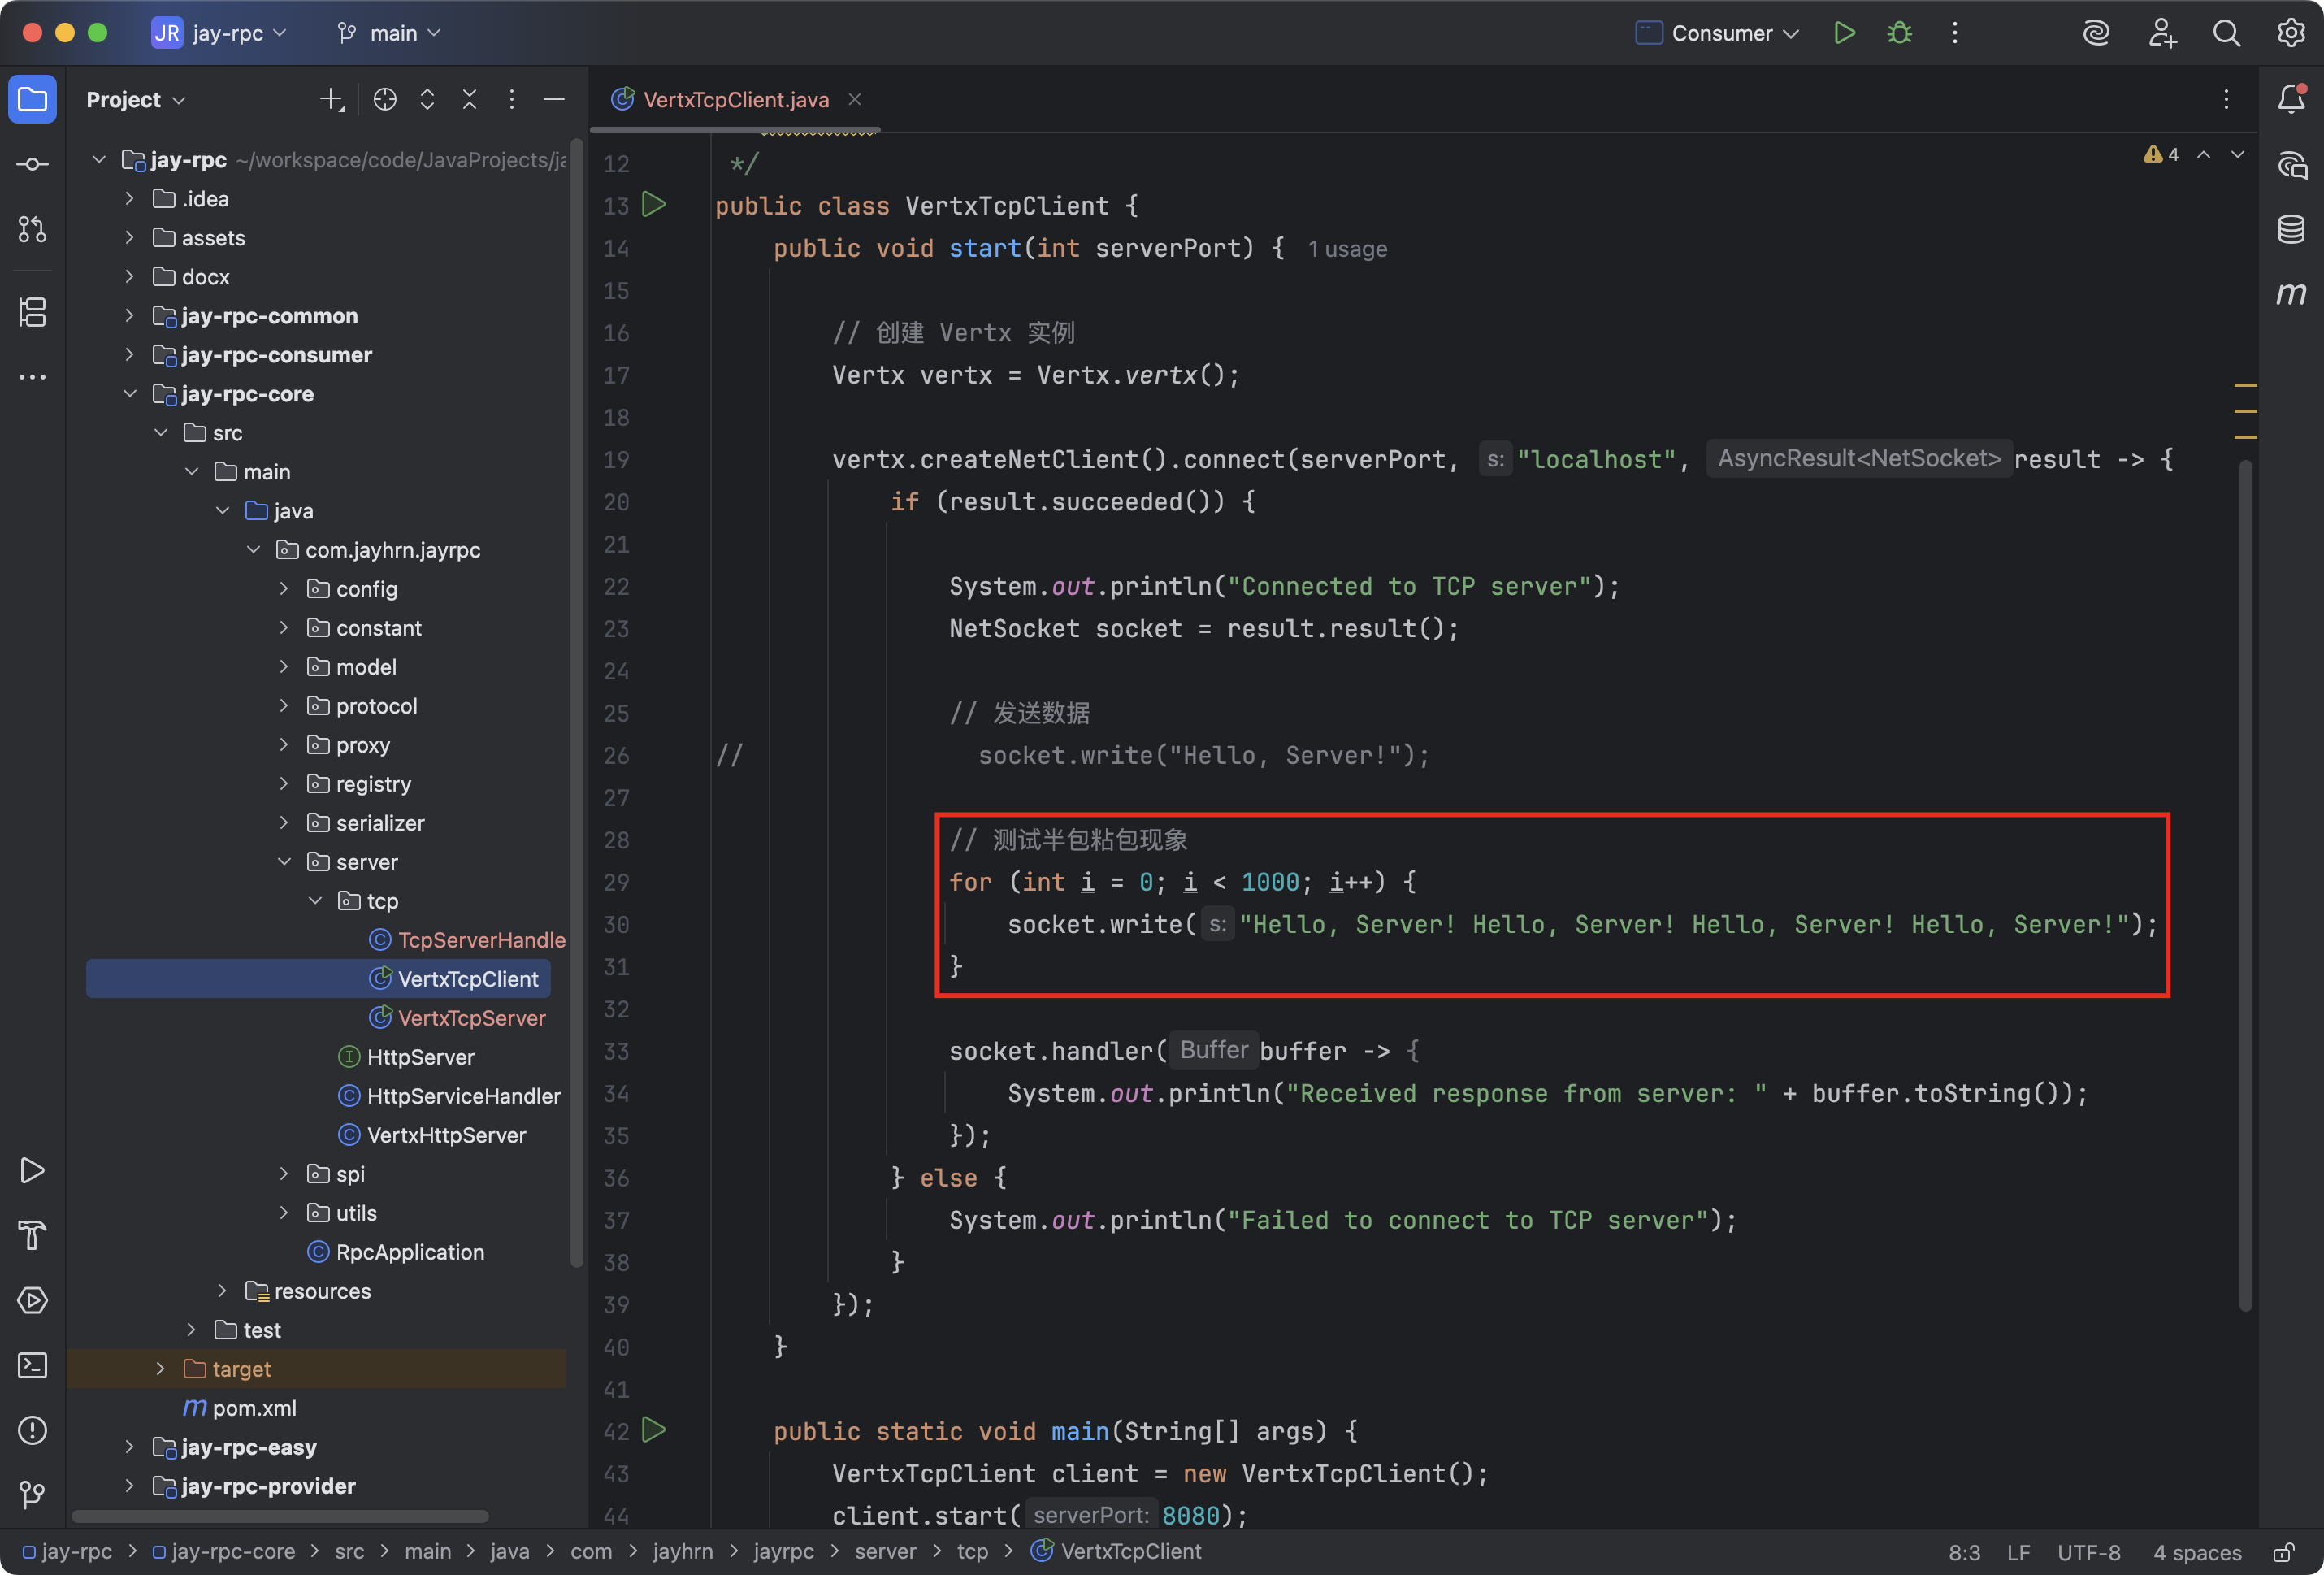 JR jay-rpc main Consumer
Project
jay-rpc ~/workspace/code/JavaProjects/ja
.idea
assets
docx
jay-rpc-common
jay-rpc-consumer
jay-rpc-core
src
main
java
com.jayhrn.jayrpc
config
constant
model
protocol
proxy
registry
serializer
server
tcp
TcpServerHandle
VertxTcpClient
VertxTcpServer
HttpServer
HttpServiceHandler
VertxHttpServer
spi
utils
RpcApplication
resources
test
target
pom.xml
jay-rpc-easy
jay-rpc-provider
VertxTcpClient.java
4
12 */
13 public class VertxTcpClient {
14 public void start(int serverPort) { 1 usage
15
16 // 创建 Vertx 实例
17 Vertx vertx = Vertx.vertx();
18
19 vertx.createNetClient().connect(serverPort, s: "localhost", AsyncResult<NetSocket> result -> {
20 if (result.succeeded()) {
21
22 System.out.println("Connected to TCP server");
23 NetSocket socket = result.result();
24
25 // 发送数据
26 // socket.write("Hello, Server!");
27
28 // 测试半包粘包现象
29 for (int i = 0; i < 1000; i++) {
30 socket.write( s: "Hello, Server! Hello, Server! Hello, Server! Hello, Server!");
31 }
32
33 socket.handler( Buffer buffer -> {
34 System.out.println("Received response from server: " + buffer.toString());
35 });
36 } else {
37 System.out.println("Failed to connect to TCP server");
38 }
39 });
40 }
41
42 public static void main(String[] args) {
43 VertxTcpClient client = new VertxTcpClient();
44 client.start( serverPort: 8080);
jay-rpc > jay-rpc-core > src > main > java > com > jayhrn > jayrpc > server > tcp > VertxTcpClient
8:3 LF UTF-8 4 spaces